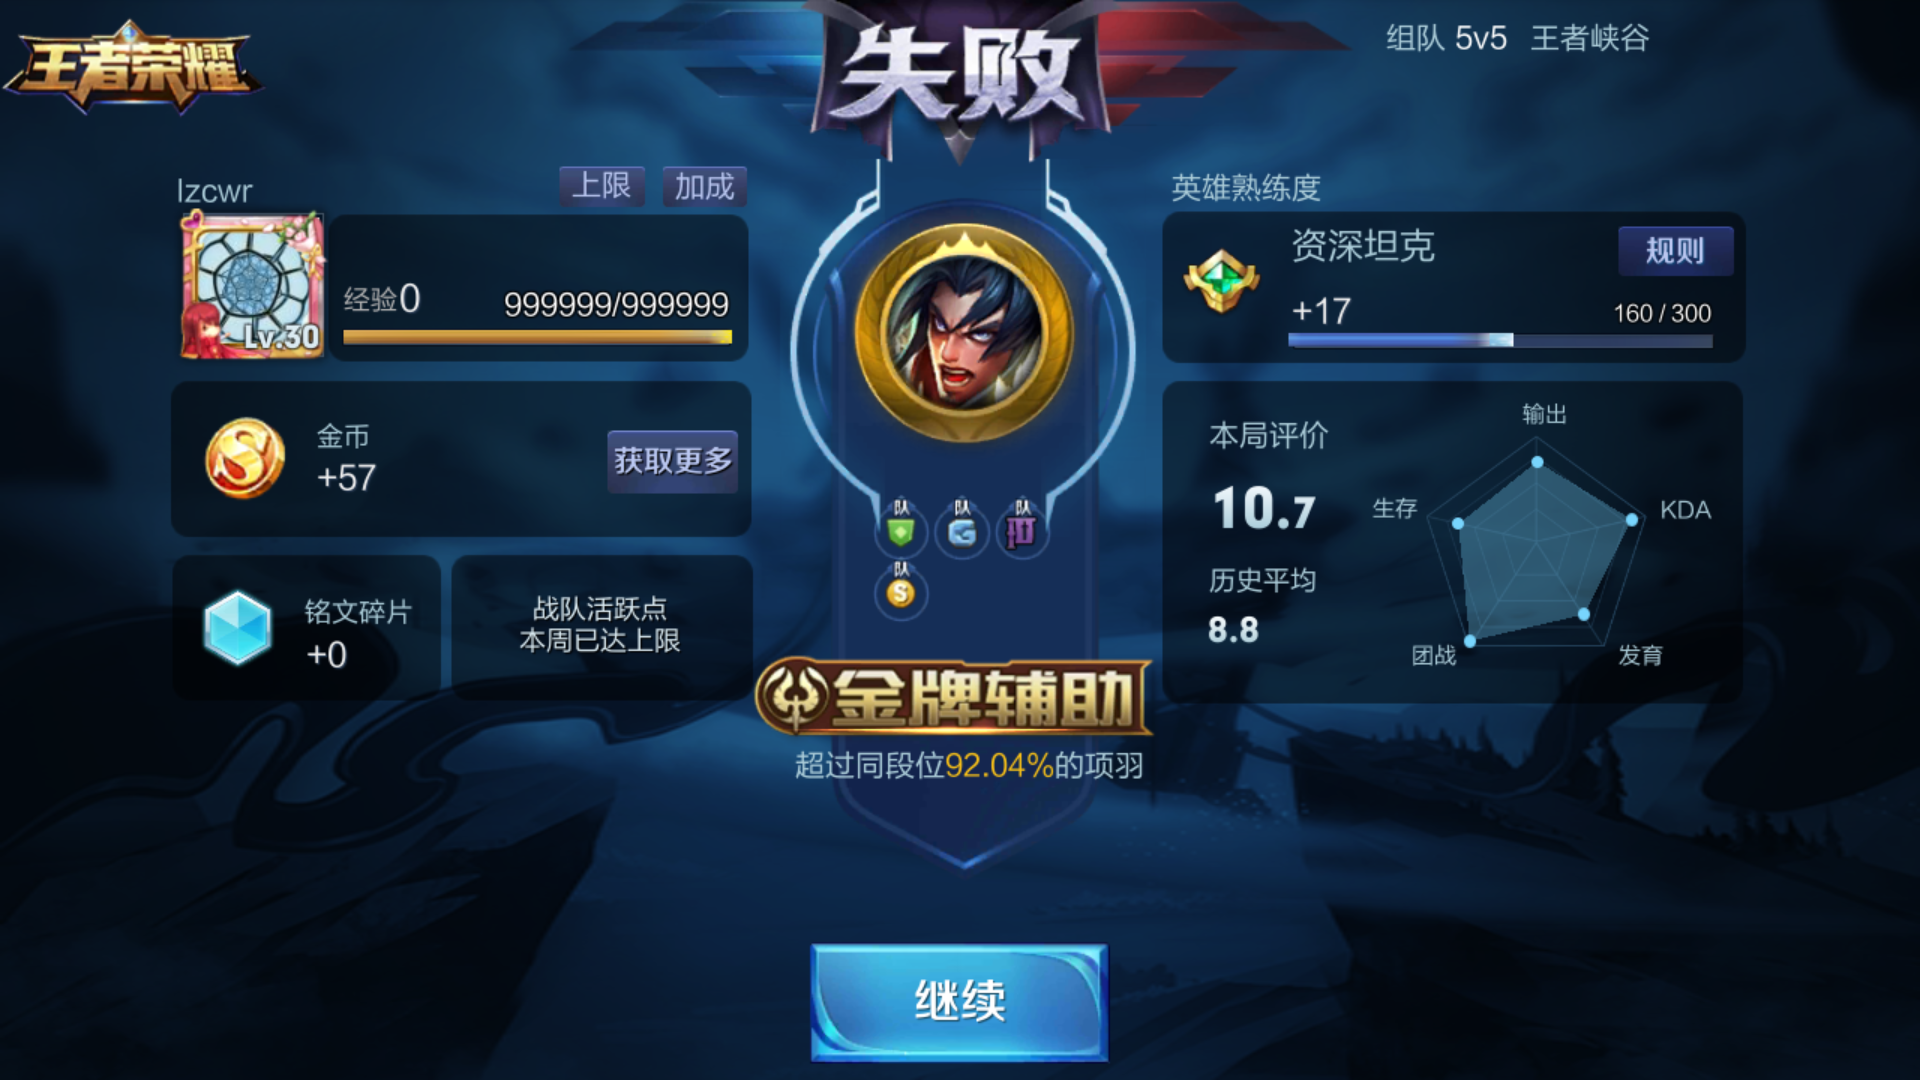 王者荣耀
失败
组队 5v5 王者峡谷
lzcwr
上限
加成
Lv.30
经验0
999999/999999
金币
+57
获取更多
铭文碎片
+0
战队活跃点
本周已达上限
队
队
队
队
S
金牌辅助
超过同段位92.04%的项羽
英雄熟练度
资深坦克
规则
+17
160 / 300
本局评价
10.7
历史平均
8.8
输出
KDA
生存
团战
发育
继续